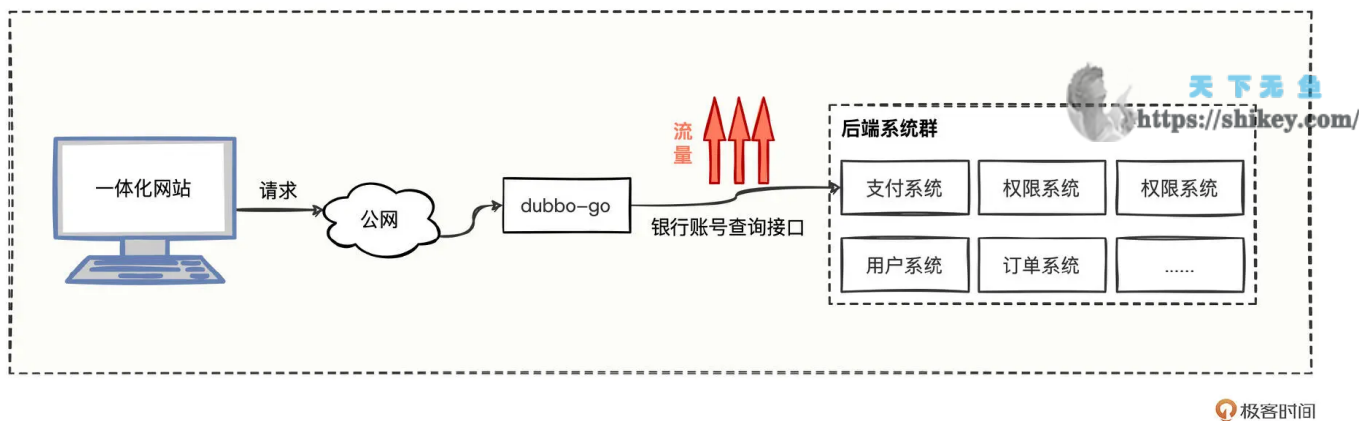 天下无鱼
https://shikey.com/
后端系统群
流量
一体化网站
请求
公网
dubbo-go
银行账号查询接口
支付系统
权限系统
权限系统
用户系统
订单系统
......
极客时间